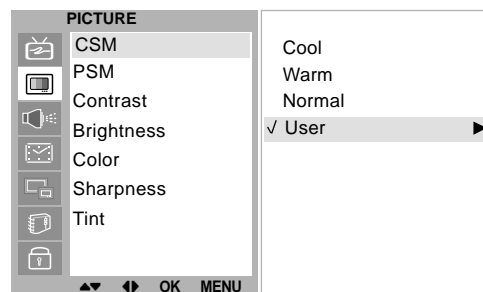 PICTURE
CSM
PSM
Contrast
Brightness
Color
Sharpness
Tint
▲▼ ◀▶ OK MENU
Cool
Warm
Normal
√ User ▶